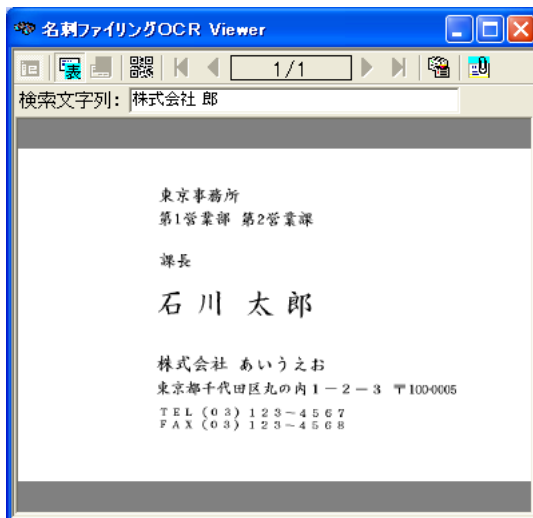 名刺ファイリングOCR Viewer
表
1/1
検索文字列: 株式会社 郎
東京事務所
第1営業部 第2営業課
課長
石川 太郎
株式会社 あいうえお
東京都千代田区丸の内1-2-3 〒100-0005
TEL (03) 123-4567
FAX (03) 123-4568